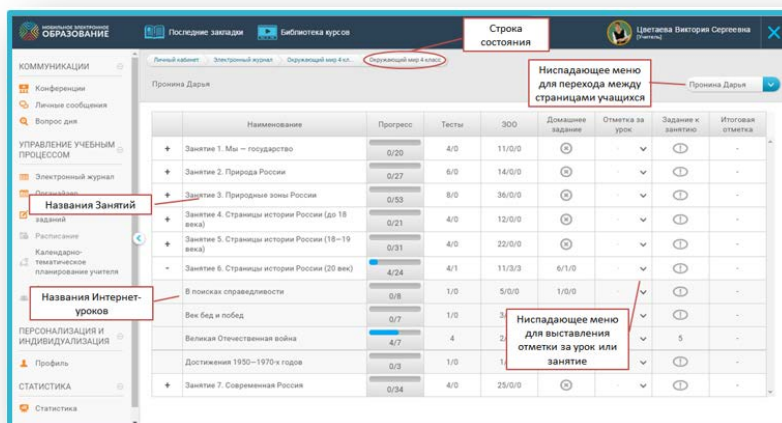 МОБИЛЬНОЕ ЭЛЕКТРОННОЕ
ОБРАЗОВАНИЕ
Последние закладки
Библиотека курсов
Строка
состояния
Цветаева Виктория Сергеевна
[Учитель]
КОММУНИКАЦИИ
Конференции
Личные сообщения
Вопрос дня
УПРАВЛЕНИЕ УЧЕБНЫМ
ПРОЦЕССОМ
Электронный журнал
заданий
Расписание
Календарно-
тематическое
планирование учителя
ПЕРСОНАЛИЗАЦИЯ И
ИНДИВИДУАЛИЗАЦИЯ
Профиль
СТАТИСТИКА
Статистика
Названия Занятий
Названия Интернет-
уроков
Личный кабинет
Электронный журнал
Окружающий мир 4 кл...
Окружающий мир 4 класс
Пронина Дарья
Ниспадающее меню
для перехода между
страницами учащихся
Пронина Дарья
Наименование Прогресс Тесты ЗОО Домашнее задание Отметка за урок Задание к занятию Итоговая отметка
+ Занятие 1. Мы — государство 0/20 4/0 11/0/0 -
+ Занятие 2. Природа России 0/27 6/0 14/0/0 -
+ Занятие 3. Природные зоны России 0/53 8/0 36/0/0 -
+ Занятие 4. Страницы истории России (до 18
века) 0/21 4/0 12/0/0 -
+ Занятие 5. Страницы истории России (18—19
века) 0/31 4/0 22/0/0 -
- Занятие 6. Страницы истории России (20 век) 4/24 4/1 11/3/3 6/1/0 -
В поисках справедливости 0/8 1/0 5/0/0 1/0/0 -
Век бед и побед 0/7 1/0 -
Великая Отечественная война 4/7 4 5 -
Достижения 1950—1970-х годов 0/3 1/0 -
+ Занятие 7. Современная Россия 0/34 4/0 25/0/0 -
Ниспадающее меню
для выставления
отметки за урок или
занятие